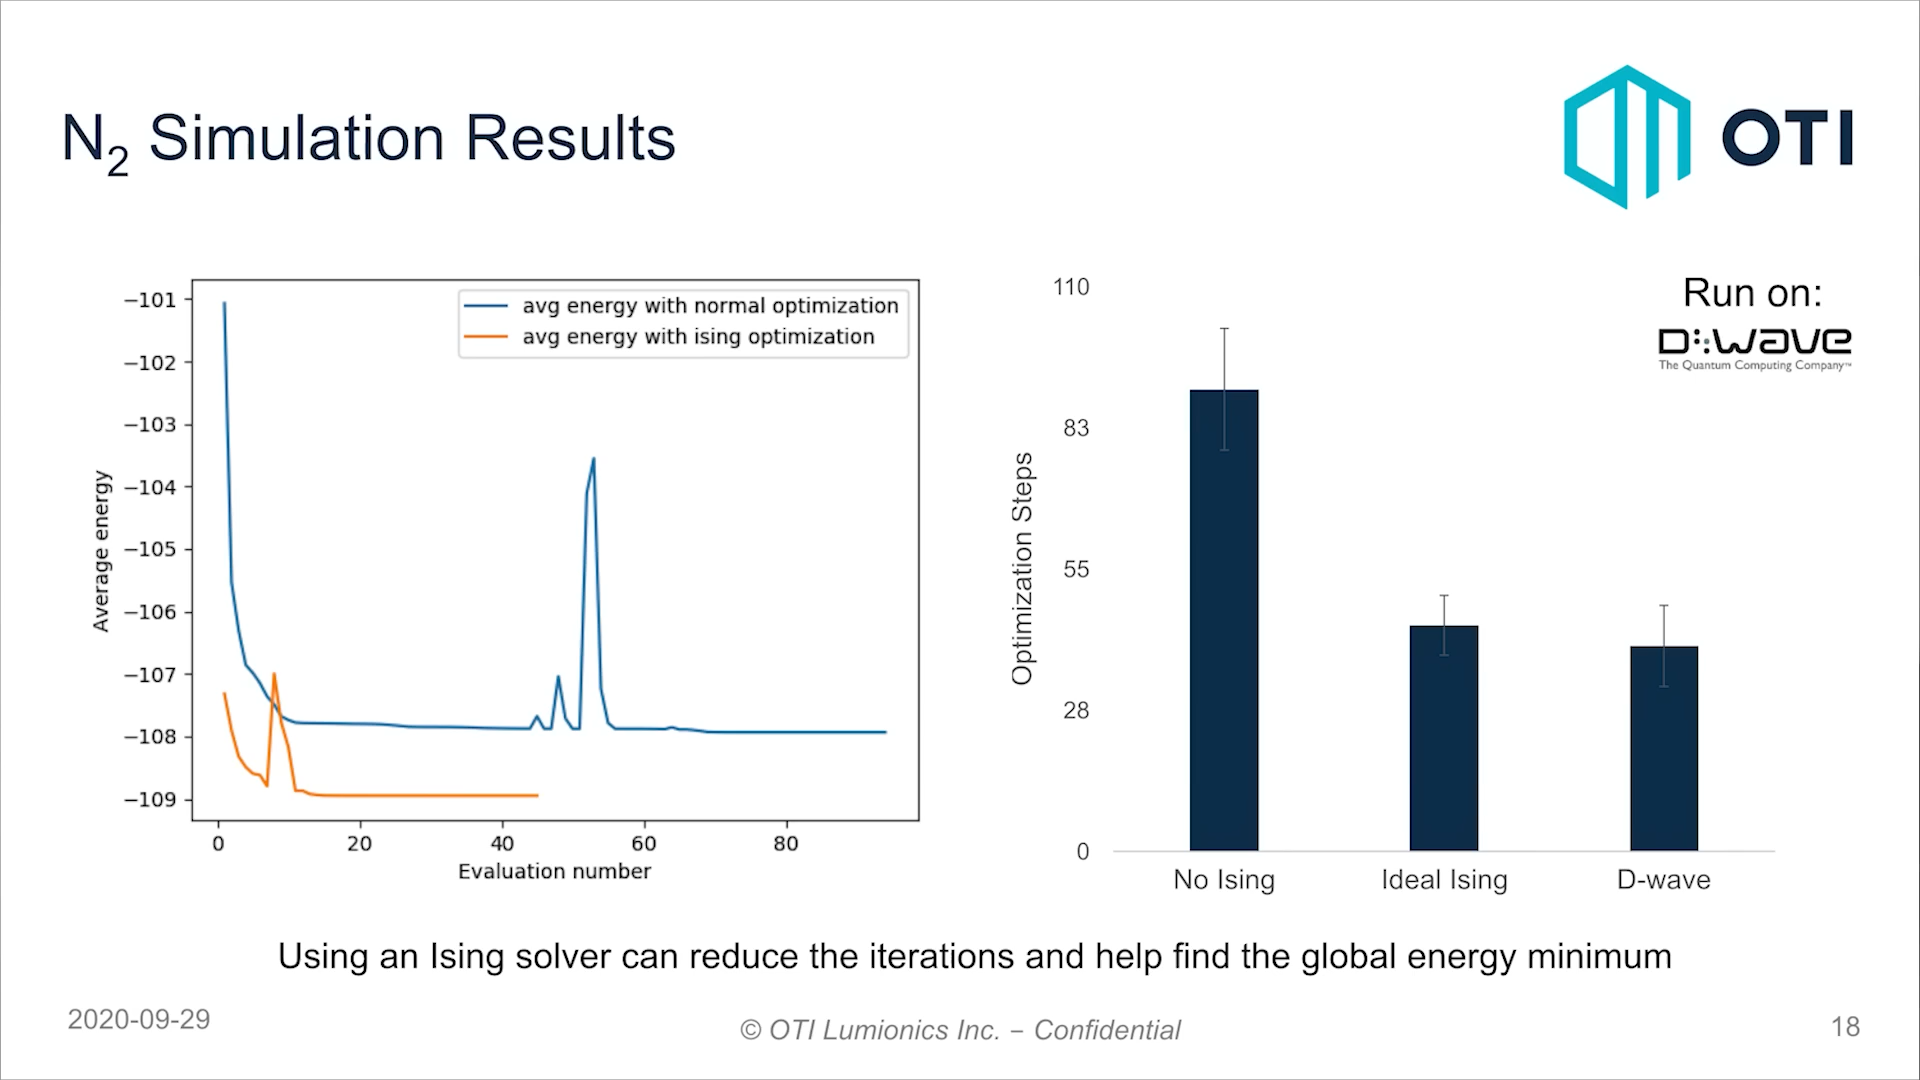 N2 Simulation Results
OTI
−101
−102
−103
−104
−105
−106
−107
−108
−109
Average energy
avg energy with normal optimization
avg energy with ising optimization
0 20 40 60 80
Evaluation number
110
83
55
28
0
Optimization Steps
No Ising Ideal Ising D-wave
Run on:
D:wave
The Quantum Computing Company™
Using an Ising solver can reduce the iterations and help find the global energy minimum
2020-09-29
© OTI Lumionics Inc. – Confidential
18